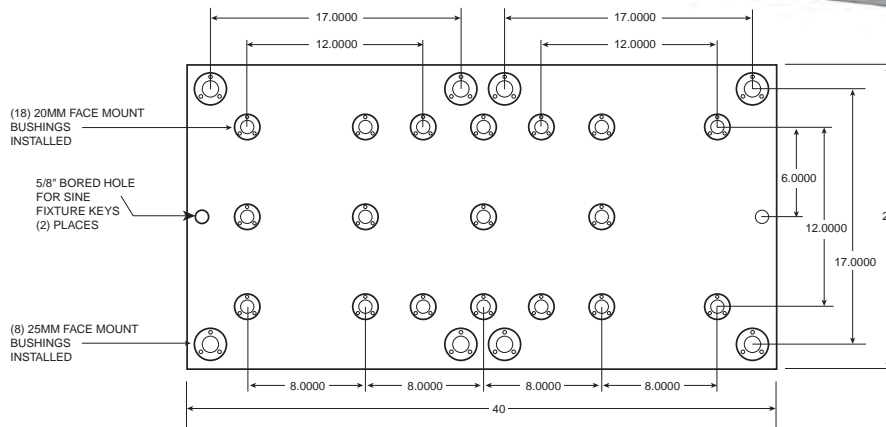 17.0000
17.0000
12.0000
12.0000
(18) 20MM FACE MOUNT
BUSHINGS
INSTALLED
5/8" BORED HOLE
FOR SINE
FIXTURE KEYS
(2) PLACES
6.0000
12.0000
17.0000
2
(8) 25MM FACE MOUNT
BUSHINGS
INSTALLED
8.0000
8.0000
8.0000
8.0000
40